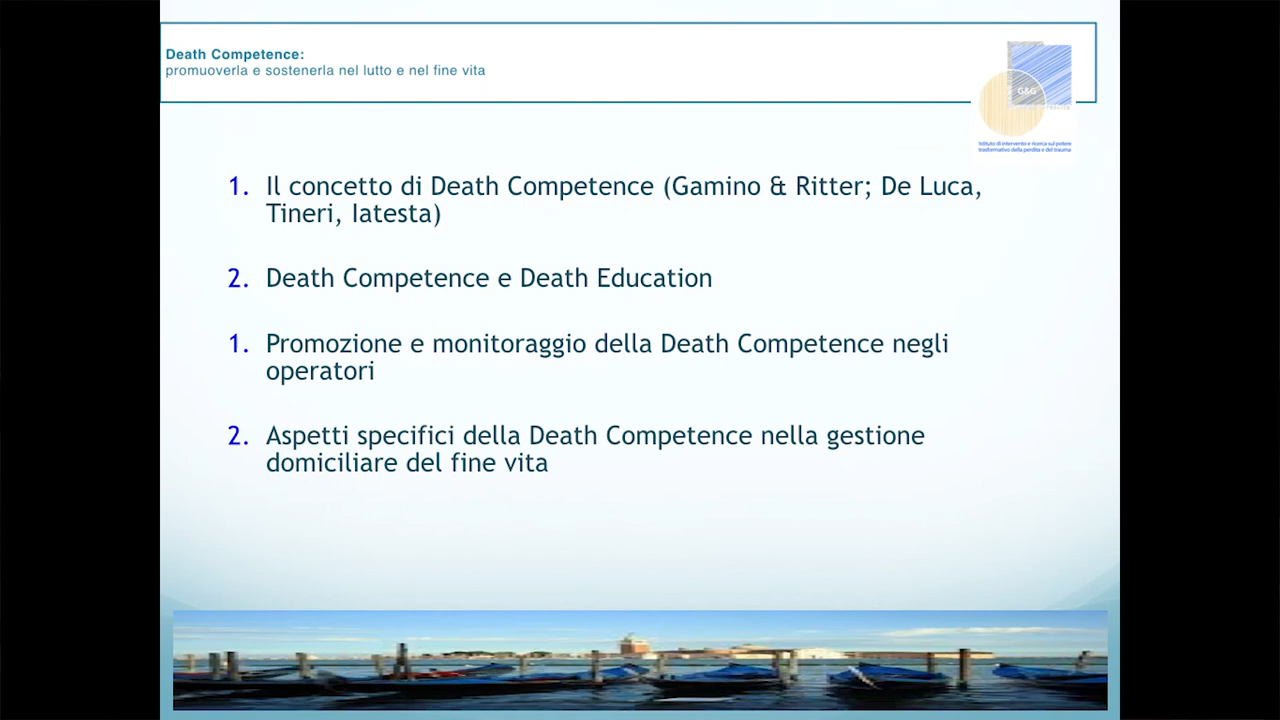 Death Competence:
promuoverla e sostenerla nel lutto e nel fine vita
G&G
Istituto di intervento e ricerca sul potere
trasformativo della perdita e del trauma
1. Il concetto di Death Competence (Gamino & Ritter; De Luca,
Tineri, Iatesta)
2. Death Competence e Death Education
1. Promozione e monitoraggio della Death Competence negli
operatori
2. Aspetti specifici della Death Competence nella gestione
domiciliare del fine vita